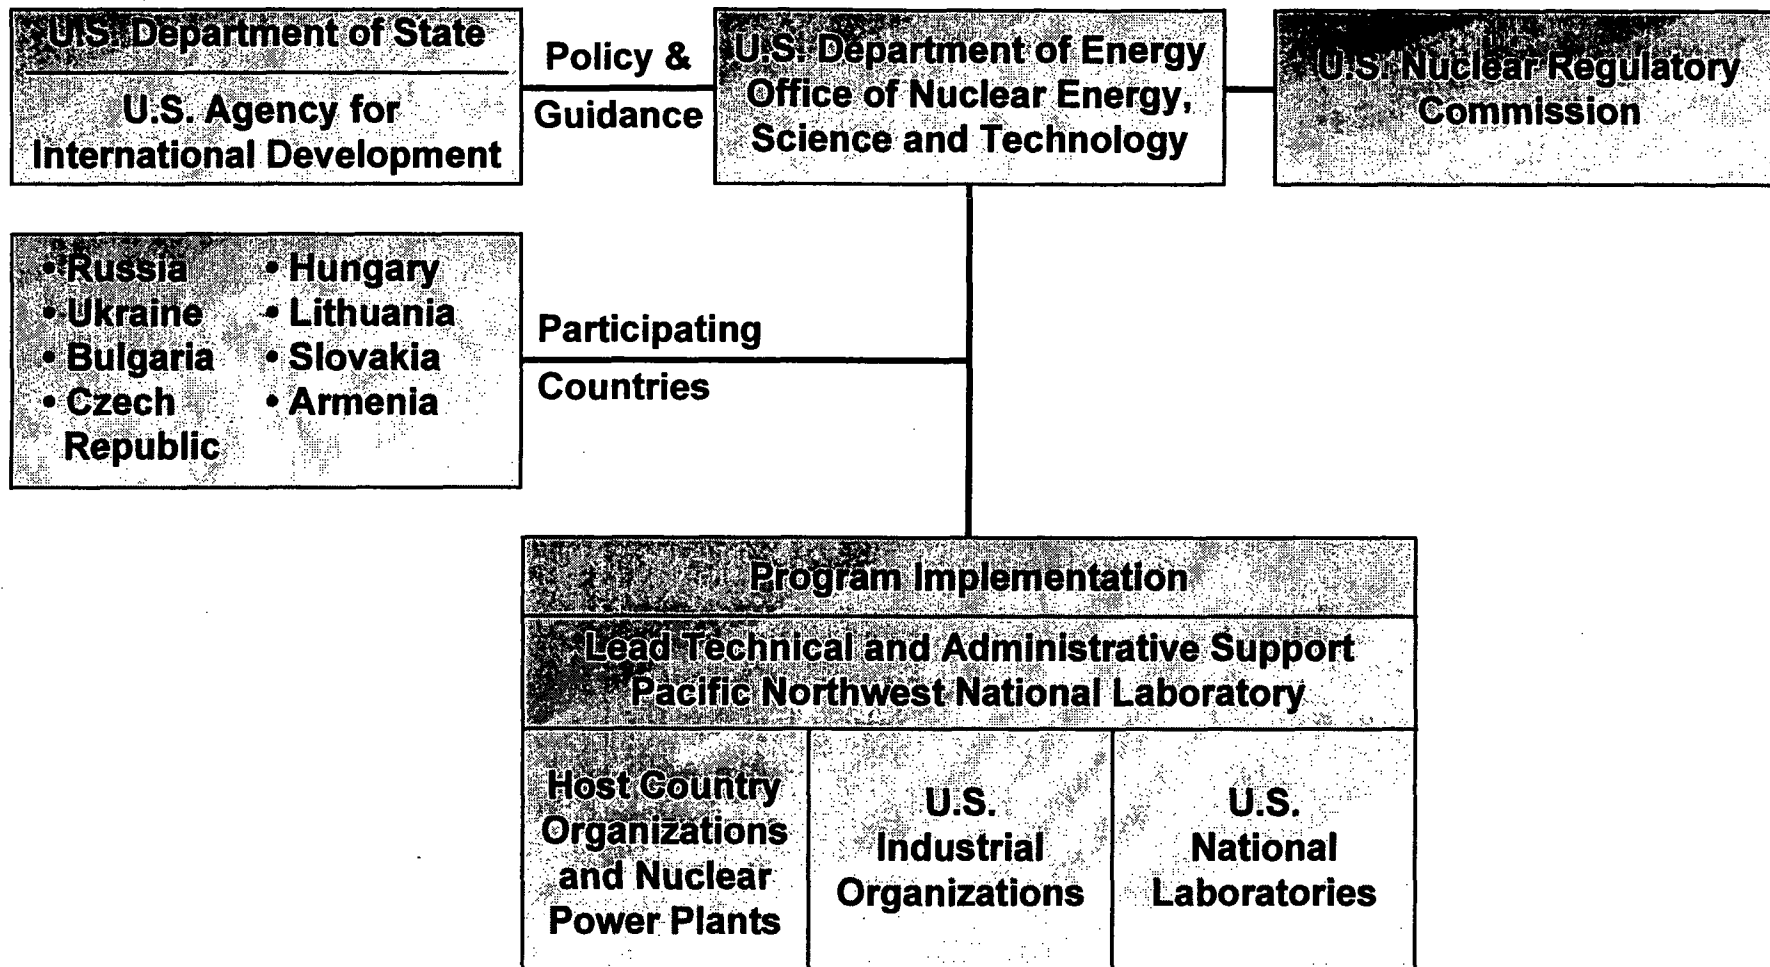 U.S. Department of State
U.S. Agency for
International Development
Policy &
Guidance
U.S. Department of Energy
Office of Nuclear Energy,
Science and Technology
U.S. Nuclear Regulatory
Commission
• Russia
• Ukraine
• Bulgaria
• Czech
Republic
• Hungary
• Lithuania
• Slovakia
• Armenia
Participating
Countries
Program Implementation
Lead Technical and Administrative Support
Pacific Northwest National Laboratory
Host Country
Organizations
and Nuclear
Power Plants
U.S.
Industrial
Organizations
U.S.
National
Laboratories